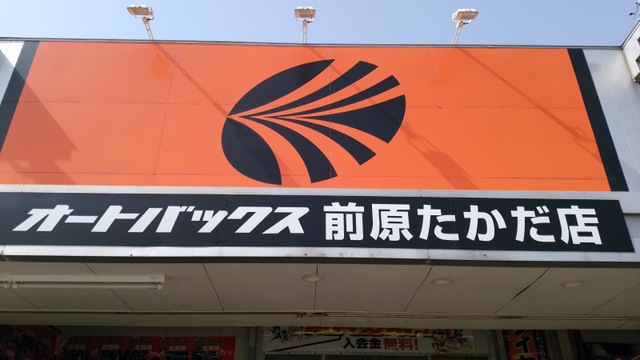 オートバックス 前原たかだ店
入会金 無料!